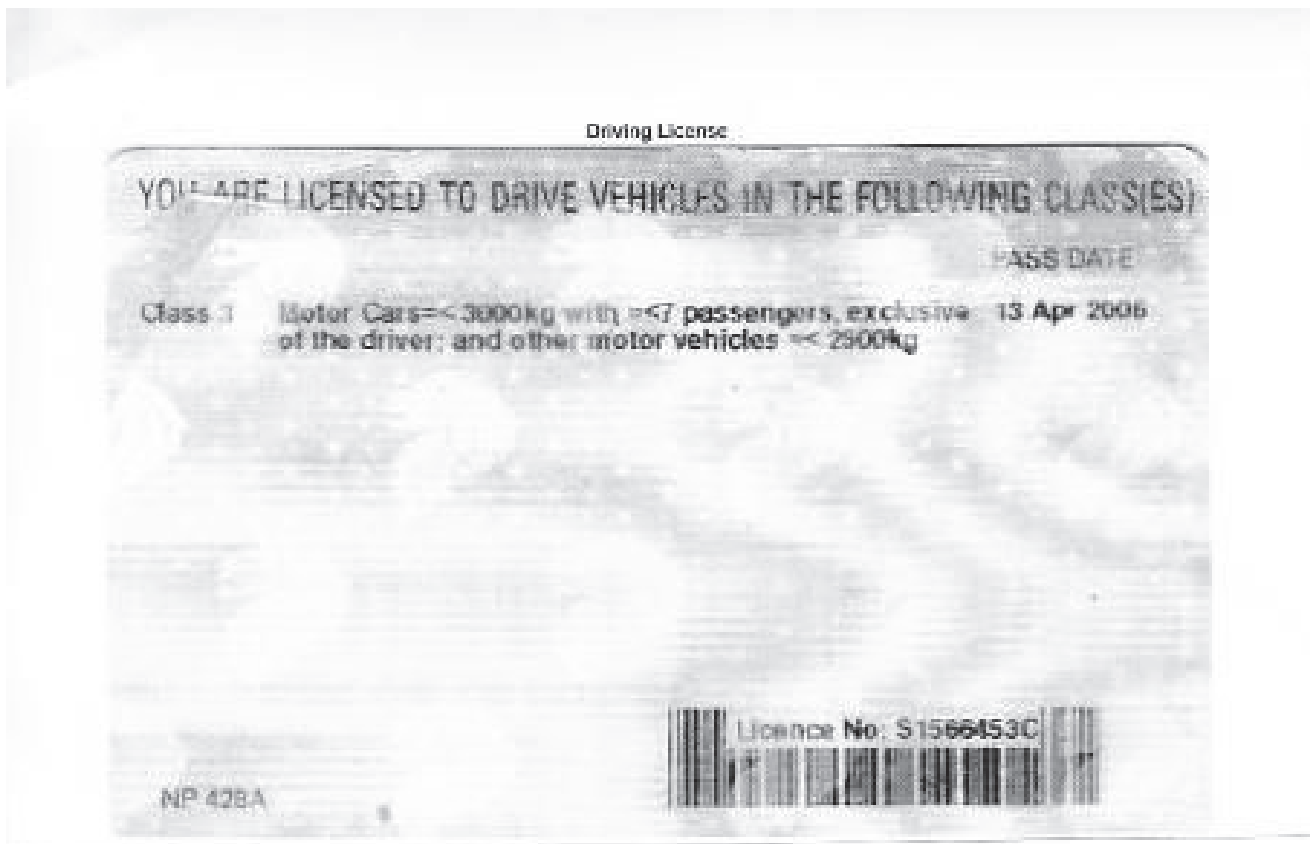 Driving License
YOU ARE LICENSED TO DRIVE VEHICLES IN THE FOLLOWING CLASS(ES)
PASS DATE
Class 3 Motor Cars=< 3000kg with =<7 passengers, exclusive 13 Apr 2006
of the driver; and other motor vehicles =< 2500kg
Licence No: S1566453C
NP 428A